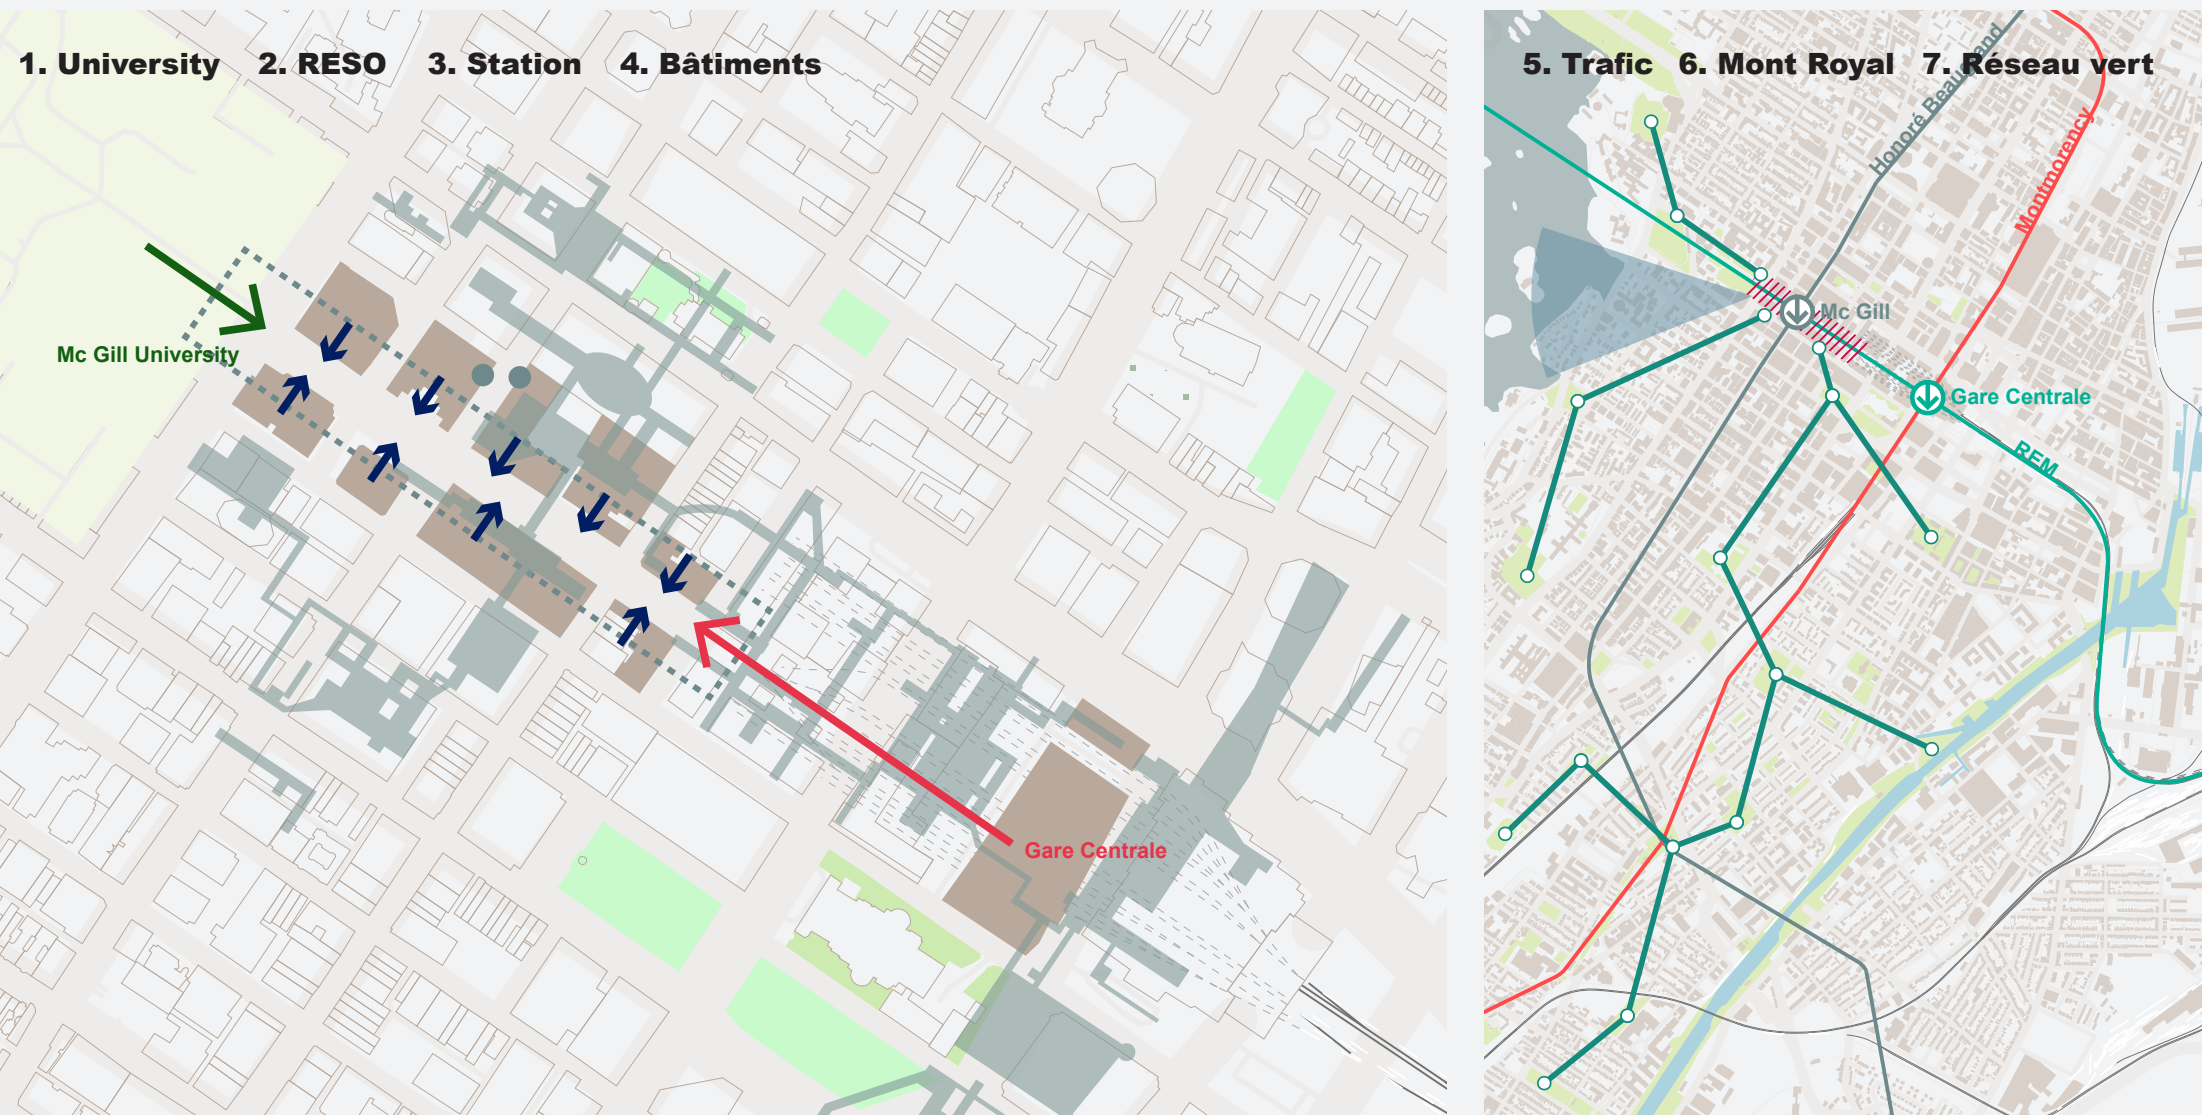 1. University 2. RESO 3. Station 4. Bâtiments
Mc Gill University
Gare Centrale
5. Trafic 6. Mont Royal 7. Réseau vert
Honoré Beaugrand
Montmorency
Mc Gill
Gare Centrale
REM